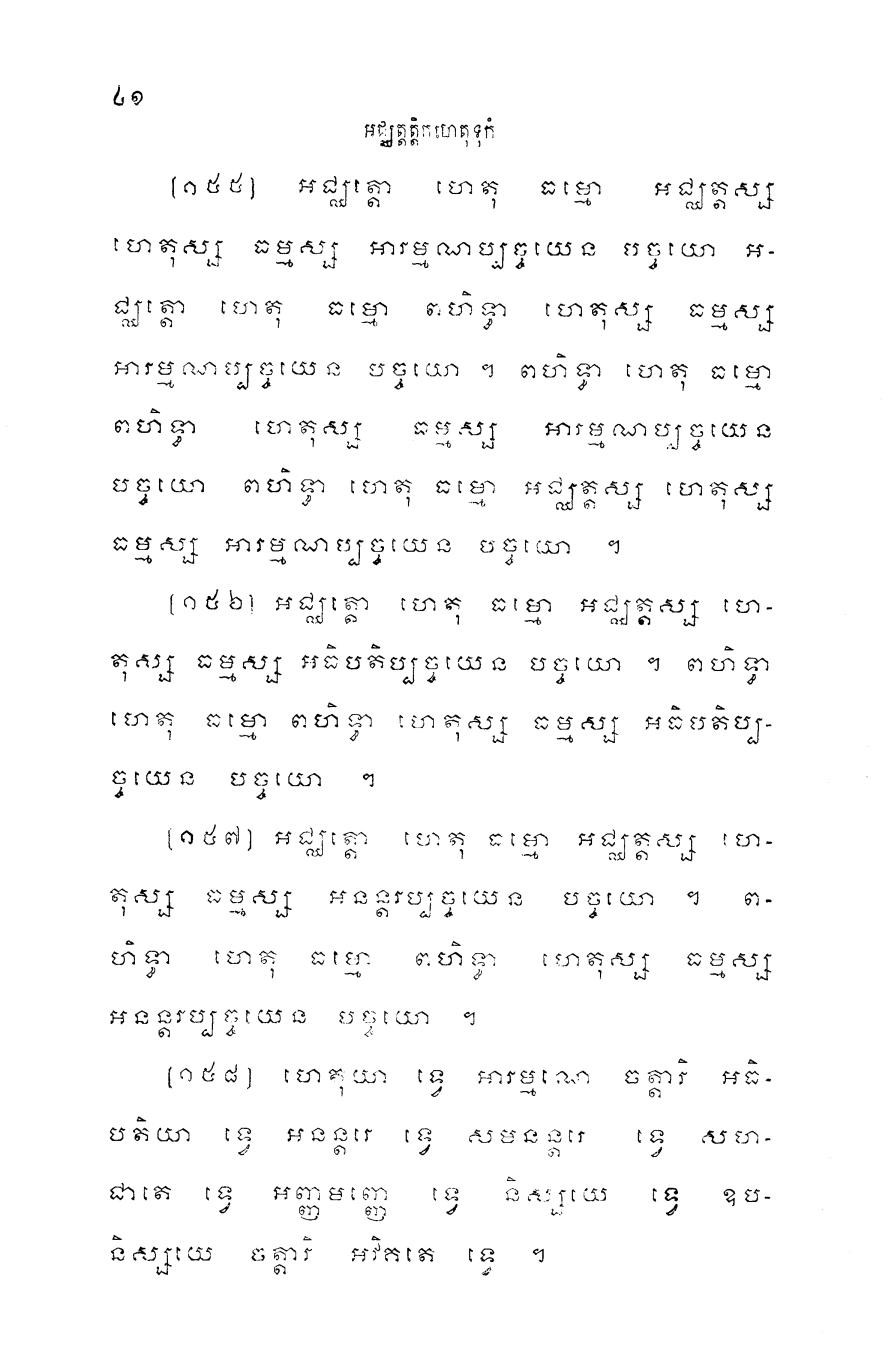 ៤១
អជ្ឈត្តត្តិកហេតុទុកំ
[១៥៥] អជ្ឈត្តោ ហេតុ ធម្មោ អជ្ឈត្តស្ស
ហេតុស្ស ធម្មស្ស អារម្មណប្បច្ចយេន បច្ចយោ អ-
ជ្ឈត្តោ ហេតុ ធម្មោ ពហិទ្ធា ហេតុស្ស ធម្មស្ស
អារម្មណប្បច្ចយេន បច្ចយោ ។ ពហិទ្ធា ហេតុ ធម្មោ
ពហិទ្ធា ហេតុស្ស ធម្មស្ស អារម្មណប្បច្ចយេន
បច្ចយោ ពហិទ្ធា ហេតុ ធម្មោ អជ្ឈត្តស្ស ហេតុស្ស
ធម្មស្ស អារម្មណប្បច្ចយេន បច្ចយោ ។
[១៥៦] អជ្ឈត្តោ ហេតុ ធម្មោ អជ្ឈត្តស្ស ហេ-
តុស្ស ធម្មស្ស អធិបតិប្បច្ចយេន បច្ចយោ ។ ពហិទ្ធា
ហេតុ ធម្មោ ពហិទ្ធា ហេតុស្ស ធម្មស្ស អធិបតិប្ប-
ច្ចយេន បច្ចយោ ។
[១៥៧] អជ្ឈត្តោ ហេតុ ធម្មោ អជ្ឈត្តស្ស ហេ-
តុស្ស ធម្មស្ស អនន្តរប្បច្ចយេន បច្ចយោ ។ ព-
ហិទ្ធា ហេតុ ធម្មោ ពហិទ្ធា ហេតុស្ស ធម្មស្ស
អនន្តរប្បច្ចយេន បច្ចយោ ។
[១៥៨] ហេតុយា ទ្វេ អារម្មណេ ចត្តារិ អធិ-
បតិយា ទ្វេ អនន្តរេ ទ្វេ សមនន្តរេ ទ្វេ សហ-
ជាតេ ទ្វេ អញ្ញមញ្ញេ ទ្វេ និស្សយេ ទ្វេ ឧប-
និស្សយេ ចត្តារិ អវិគតេ ទ្វេ ។